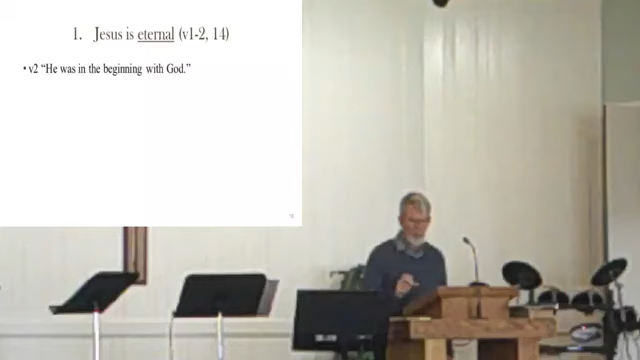 1. Jesus is eternal (v1-2, 14)
• v2 “He was in the beginning with God.”